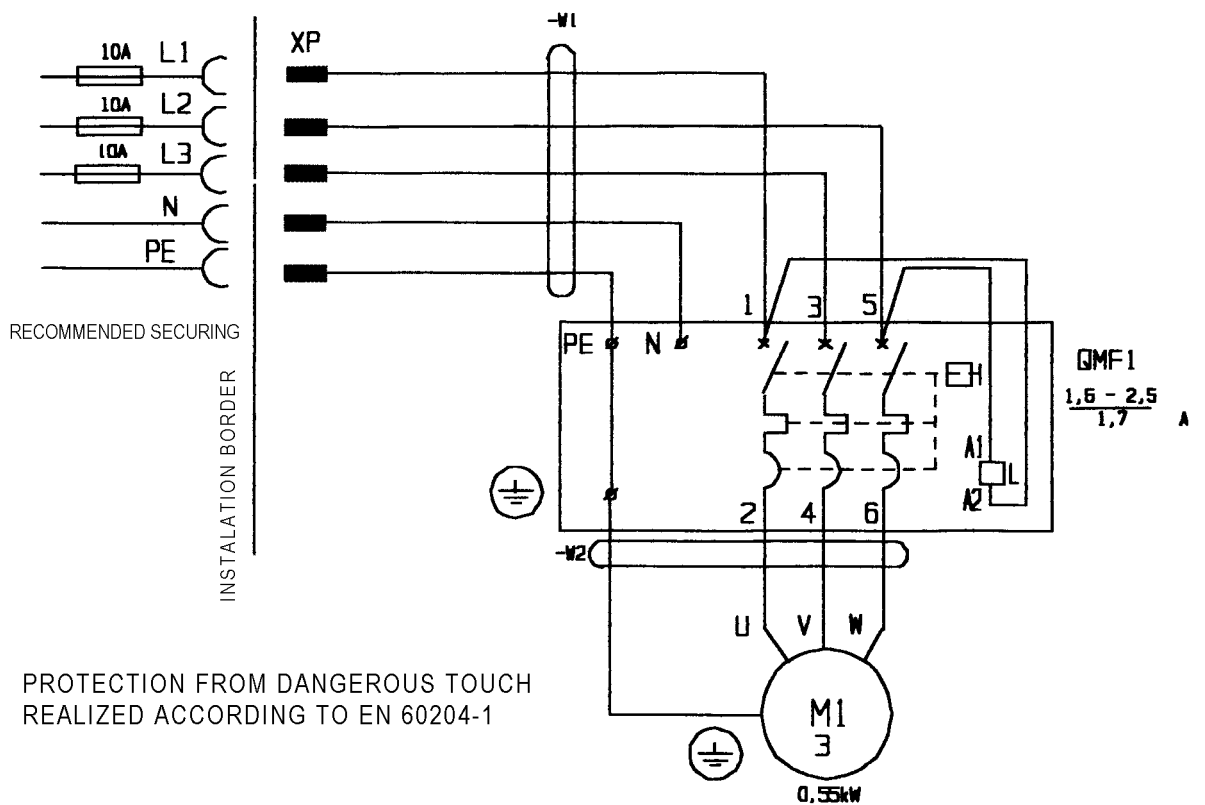 -W1
10A L1 XP
10A L2
10A L3
N
PE
RECOMMENDED SECURING
INSTALATION BORDER
1 3 5
PE N
QMF1
1,6 - 2,5
1,7 A
A1
L
A2
2 4 6
-W2
U V W
PROTECTION FROM DANGEROUS TOUCH
REALIZED ACCORDING TO EN 60204-1
M1
3
0,55kW